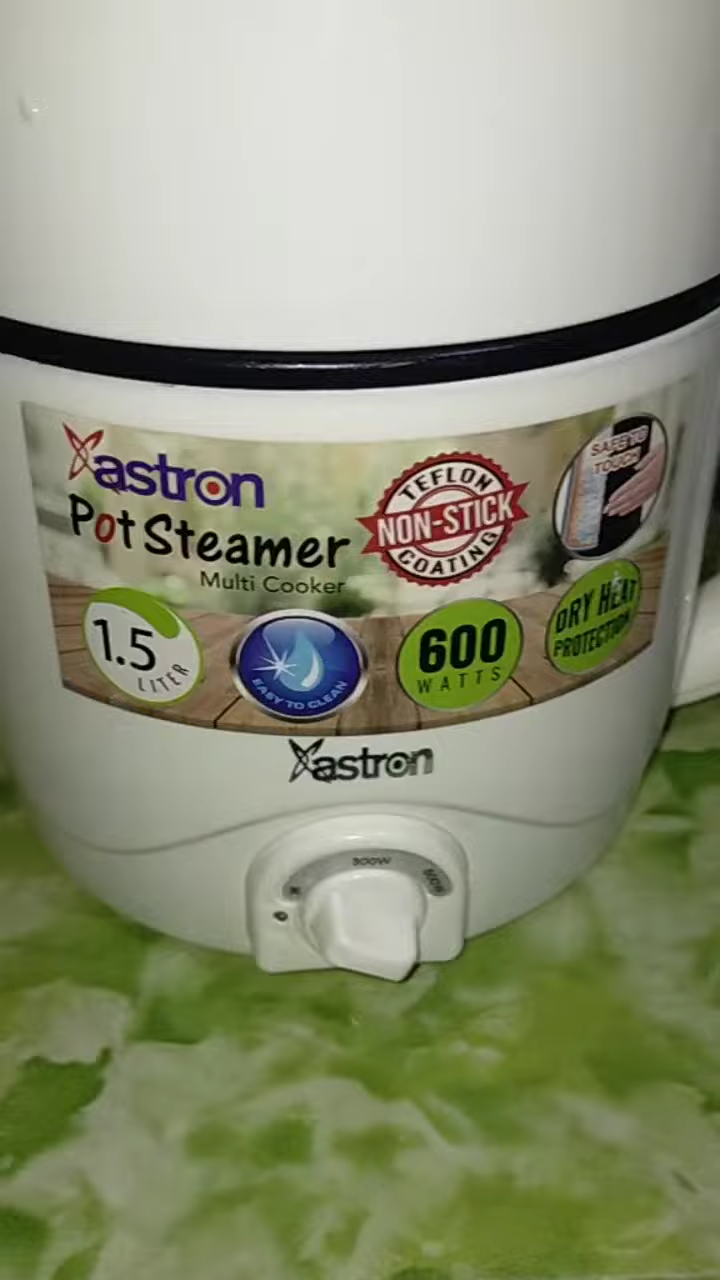 astron
Pot Steamer
Multi Cooker
TEFLON
NON-STICK
COATING
SAFE TO
TOUCH
1.5
LITER
EASY TO CLEAN
600
WATTS
DRY HEAT
PROTECTION
astron
300W